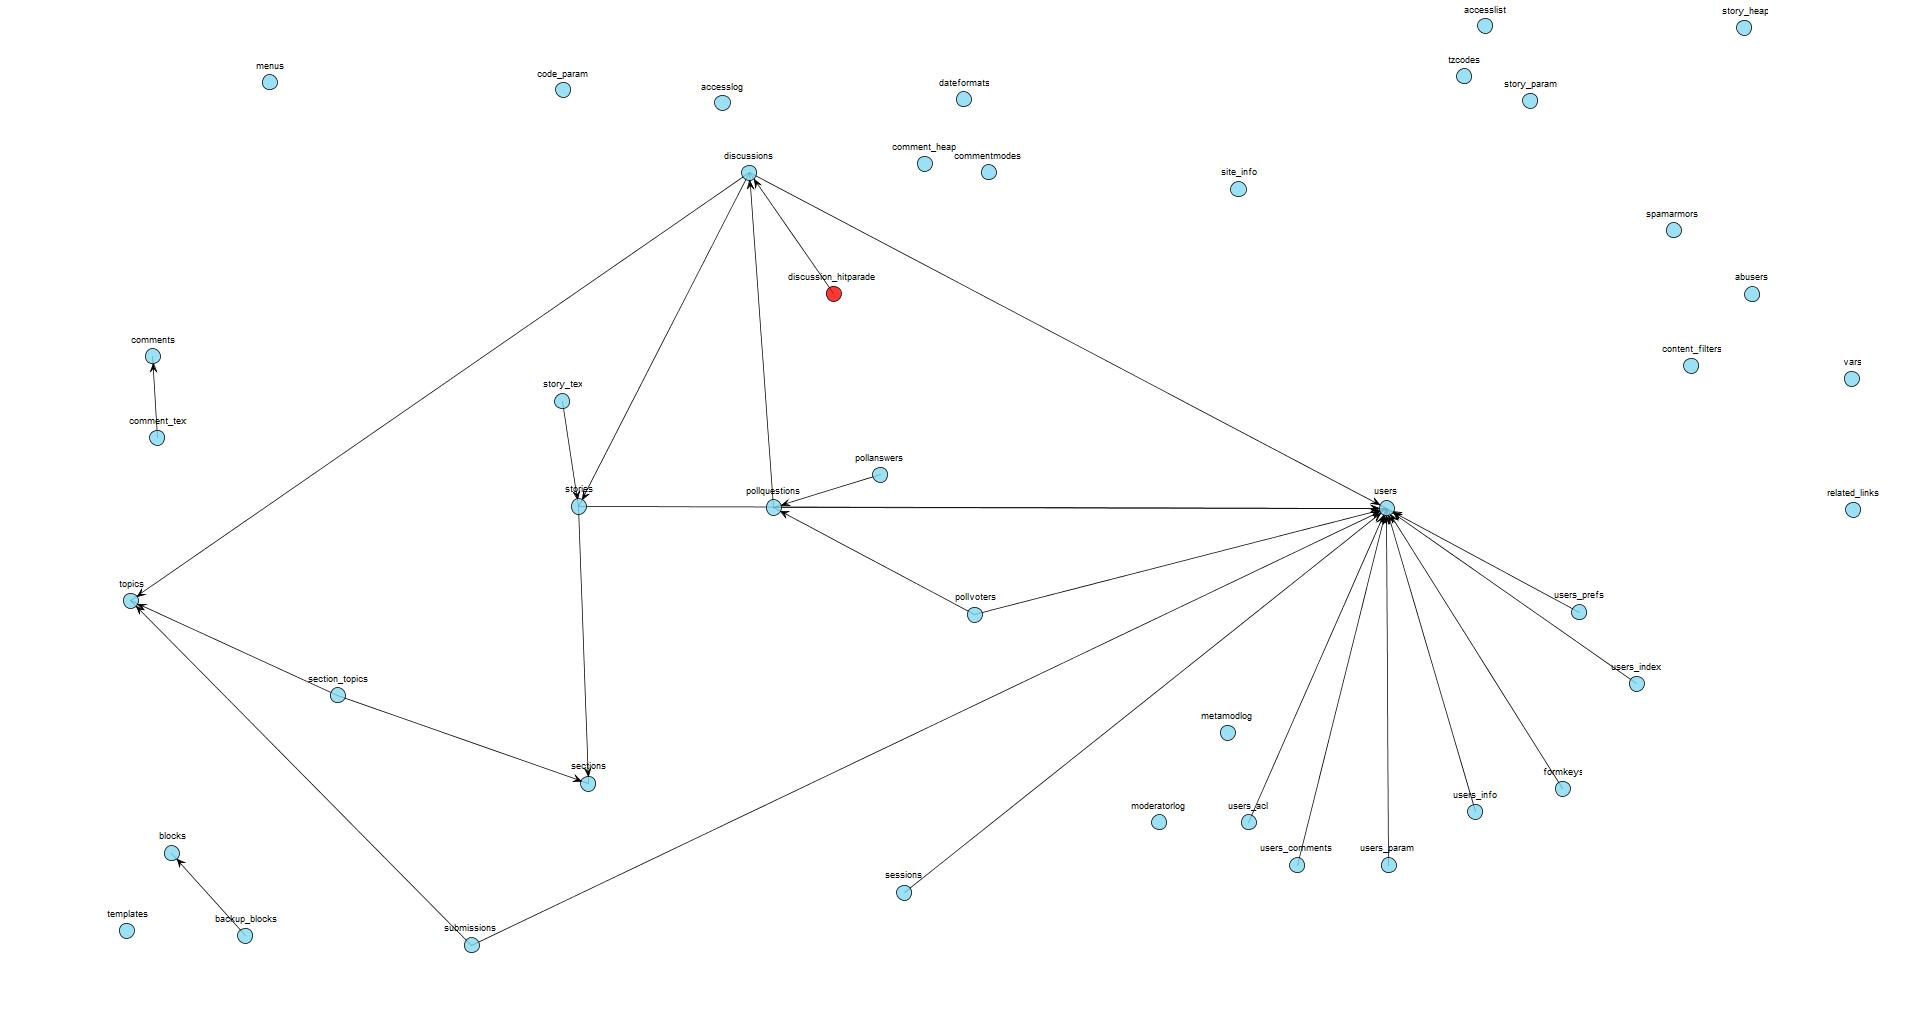 accesslist
story_heap
tzcodes
menus
code_param
story_param
dateformats
accesslog
comment_heap
commentmodes
discussions
site_info
spamarmors
discussion_hitparade
abusers
comments
content_filters
vars
story_tex
comment_tex
pollanswers
stories
pollquestions
users
related_links
topics
pollvoters
users_prefs
users_index
section_topics
metamodlog
sections
formkeys
users_info
moderatorlog
users_acl
blocks
users_comments
users_param
sessions
templates
backup_blocks
submissions